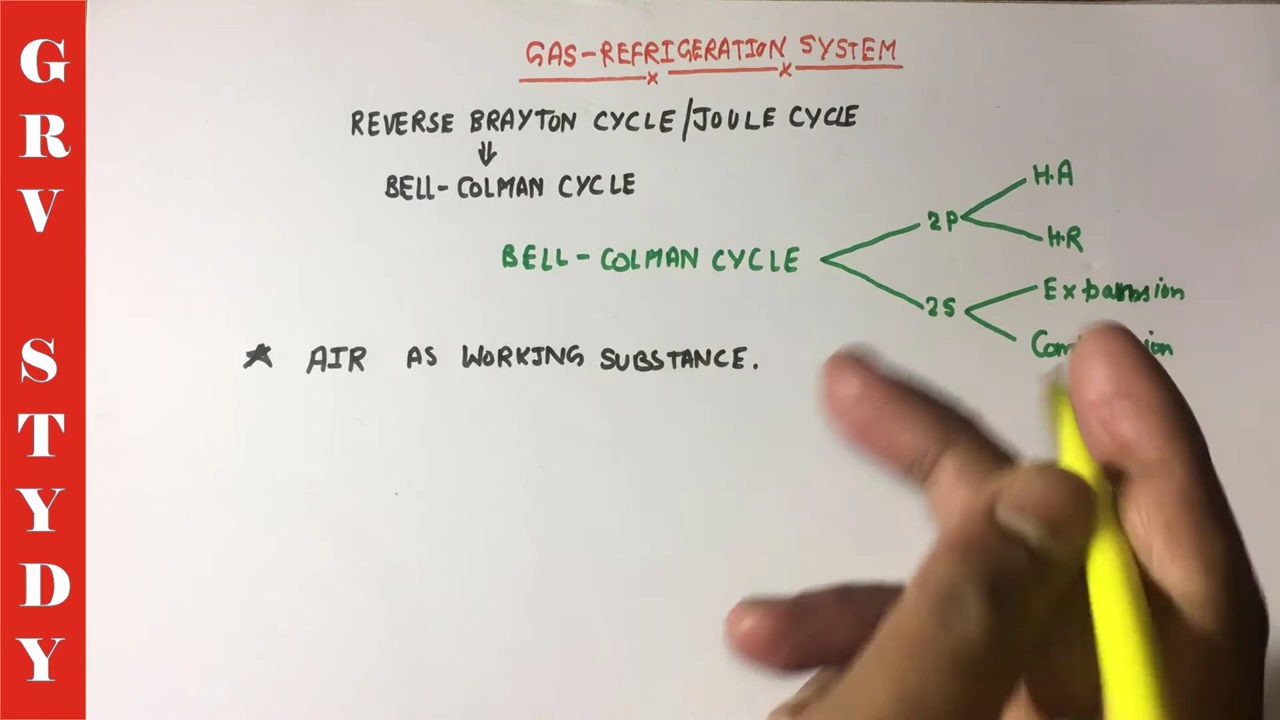 GRV STYDY
GAS-REFRIGERATION SYSTEM
REVERSE BRAYTON CYCLE/JOULE CYCLE
BELL-COLMAN CYCLE
BELL-COLMAN CYCLE
2P
H.A
H.R
2S
Expansion
★ AIR AS WORKING SUBSTANCE.